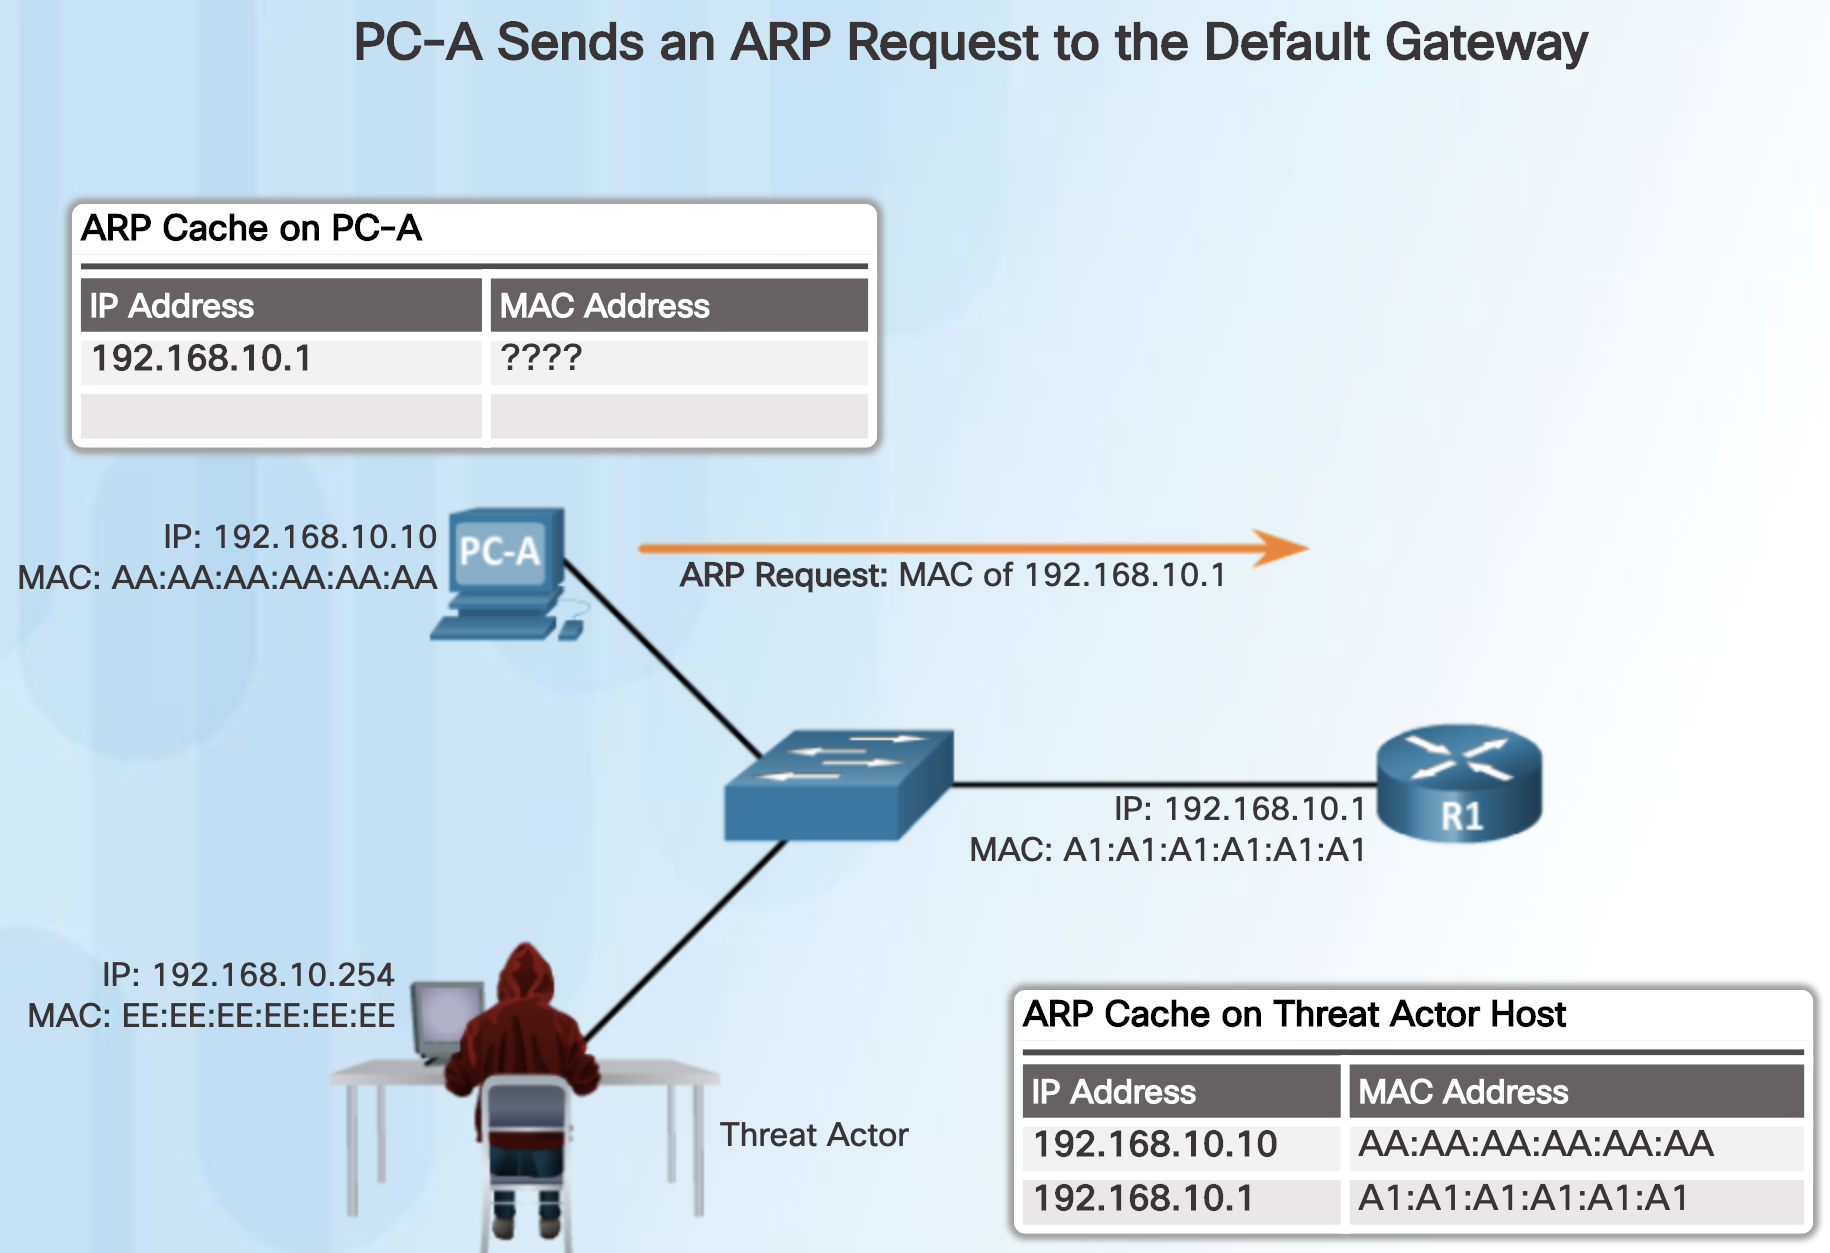 PC-A Sends an ARP Request to the Default Gateway
ARP Cache on PC-A
IP Address MAC Address
192.168.10.1 ????
IP: 192.168.10.10
MAC: AA:AA:AA:AA:AA:AA
PC-A
ARP Request: MAC of 192.168.10.1
IP: 192.168.10.1
MAC: A1:A1:A1:A1:A1:A1
R1
IP: 192.168.10.254
MAC: EE:EE:EE:EE:EE:EE
Threat Actor
ARP Cache on Threat Actor Host
IP Address MAC Address
192.168.10.10 AA:AA:AA:AA:AA:AA
192.168.10.1 A1:A1:A1:A1:A1:A1